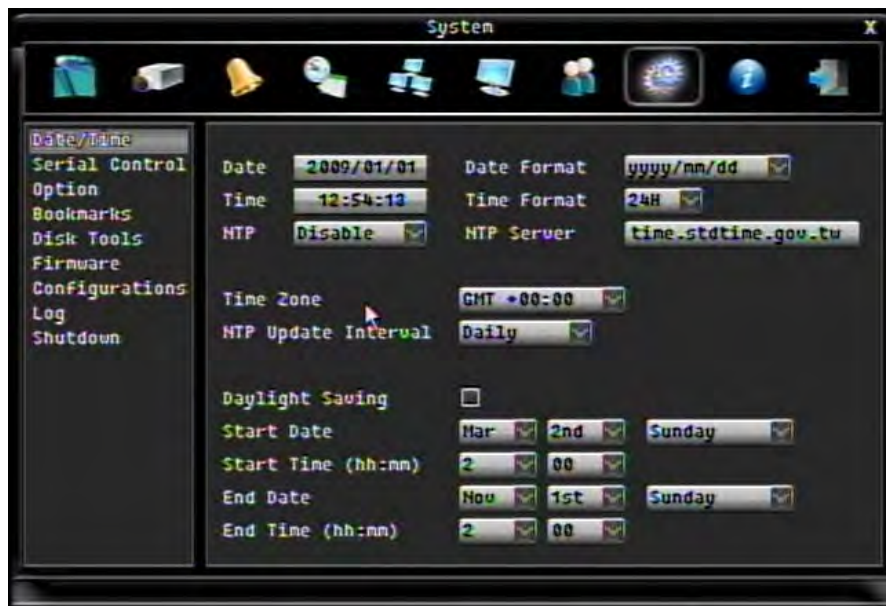 System X
Date/Time
Serial Control
Option
Bookmarks
Disk Tools
Firmware
Configurations
Log
Shutdown
Date 2009/01/01 Date Format yyyy/mm/dd
Time 12:54:13 Time Format 24H
NTP Disable NTP Server time.stdtime.gov.tw
Time Zone GMT +00:00
NTP Update Interval Daily
Daylight Saving
Start Date Mar 2nd Sunday
Start Time (hh:mm) 2 00
End Date Nov 1st Sunday
End Time (hh:mm) 2 00